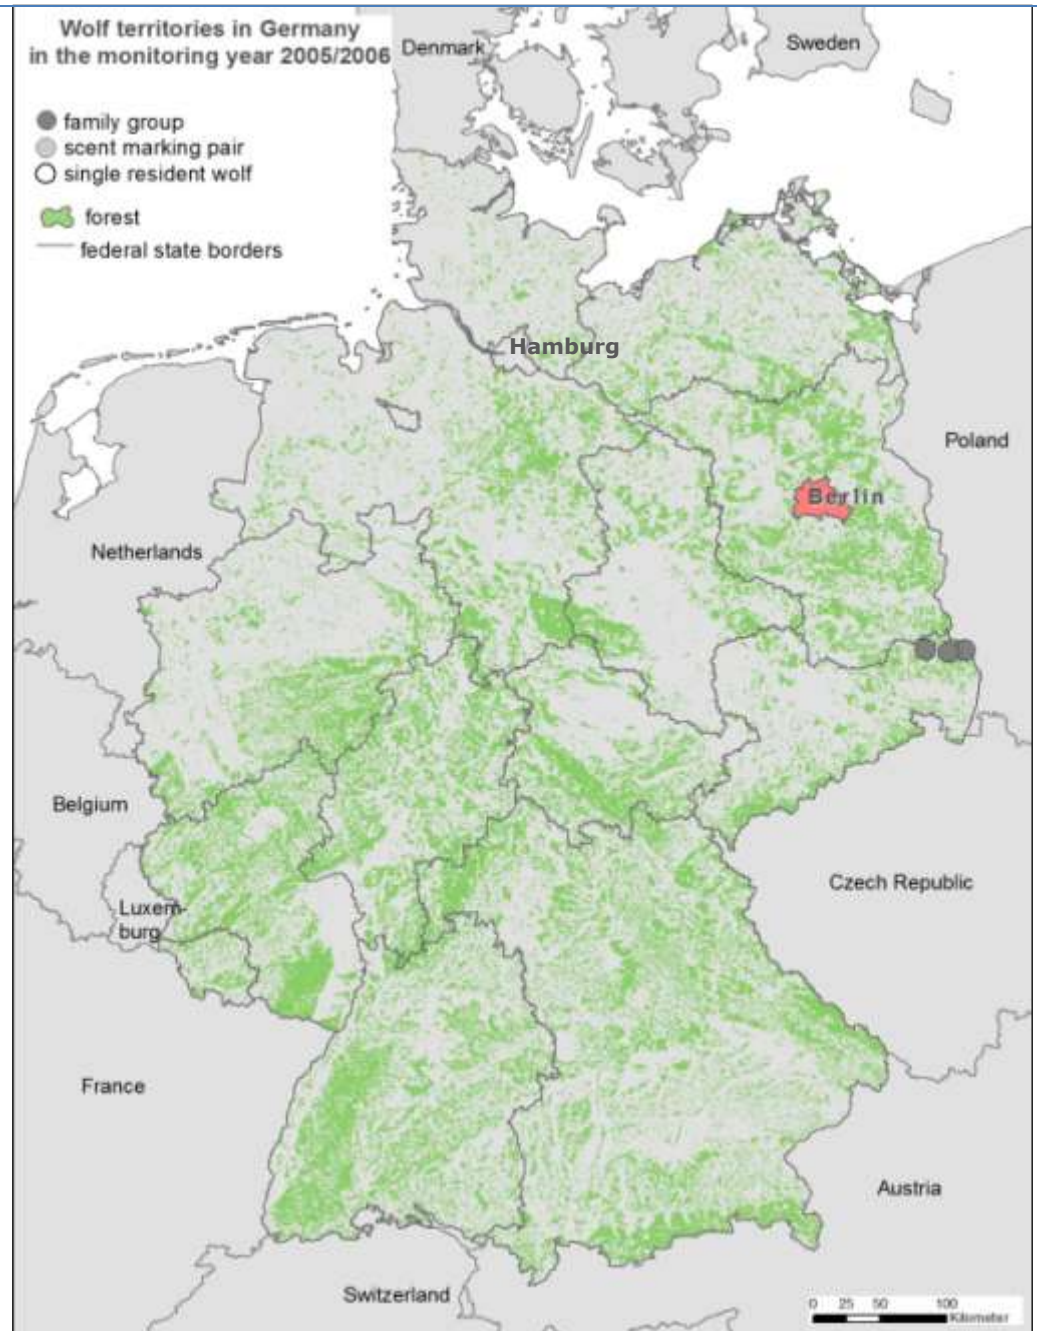 Wolf territories in Germany
in the monitoring year 2005/2006
family group
scent marking pair
single resident wolf
forest
federal state borders
Denmark
Sweden
Hamburg
Poland
Berlin
Netherlands
Belgium
Czech Republic
Luxem-
burg
France
Austria
Switzerland
0 25 50 100
Kilometer